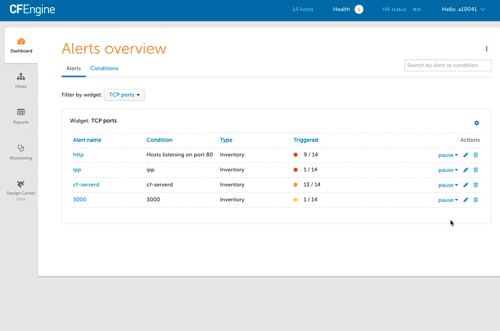 CFEngine
14 hosts
Health 1
HA status N/A
Hello, a10041
Dashboard
Hosts
Reports
Monitoring
Design Center
beta
Alerts overview
Alerts Conditions
Search by alert or condition
Filter by widget: TCP ports
Widget: TCP ports
Alert name Condition Type Triggered Actions
http Hosts listening on port 80 Inventory 9 / 14 pause
ipp ipp Inventory 1 / 14 pause
cf-serverd cf-serverd Inventory 13 / 14 pause
3000 3000 Inventory 1 / 14 pause